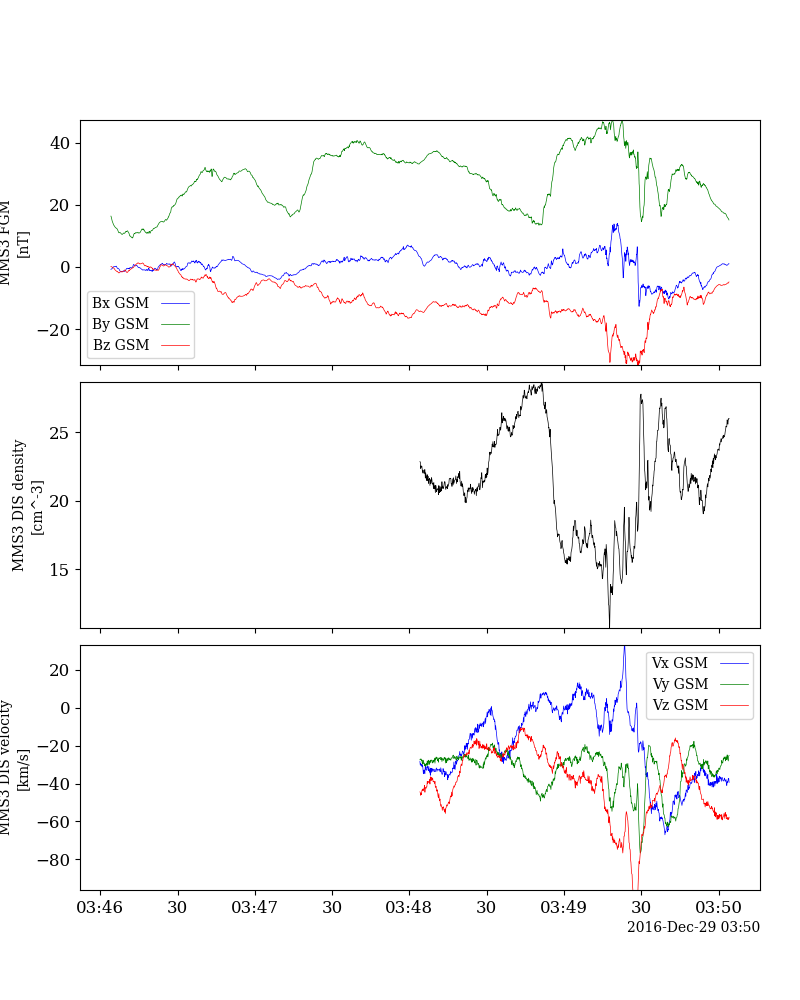 40
20
0
−20
MMS3 FGM
[nT]
Bx GSM
By GSM
Bz GSM
25
20
15
MMS3 DIS density
[cm^-3]
20
0
−20
−40
−60
−80
MMS3 DIS velocity
[km/s]
Vx GSM
Vy GSM
Vz GSM
03:46 30 03:47 30 03:48 30 03:49 30 03:50
2016-Dec-29 03:50